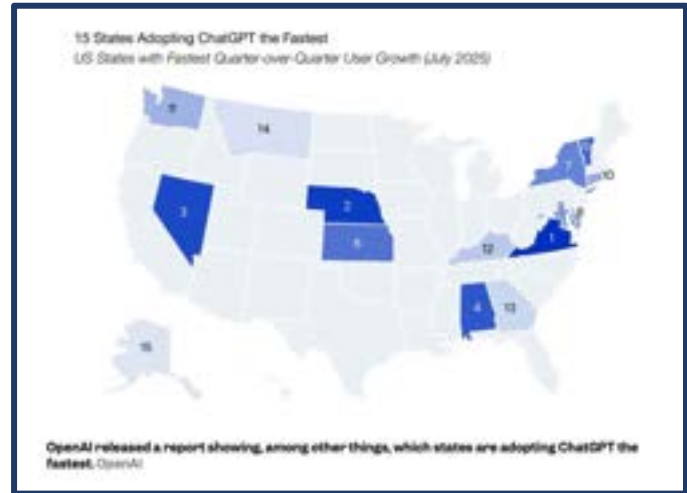 15 States Adopting ChatGPT the Fastest
US States with Fastest Quarter-over-Quarter User Growth (July 2025)
14
7
10
3
2
12
1
4
13
15
OpenAI released a report showing, among other things, which states are adopting ChatGPT the
fastest. OpenAI